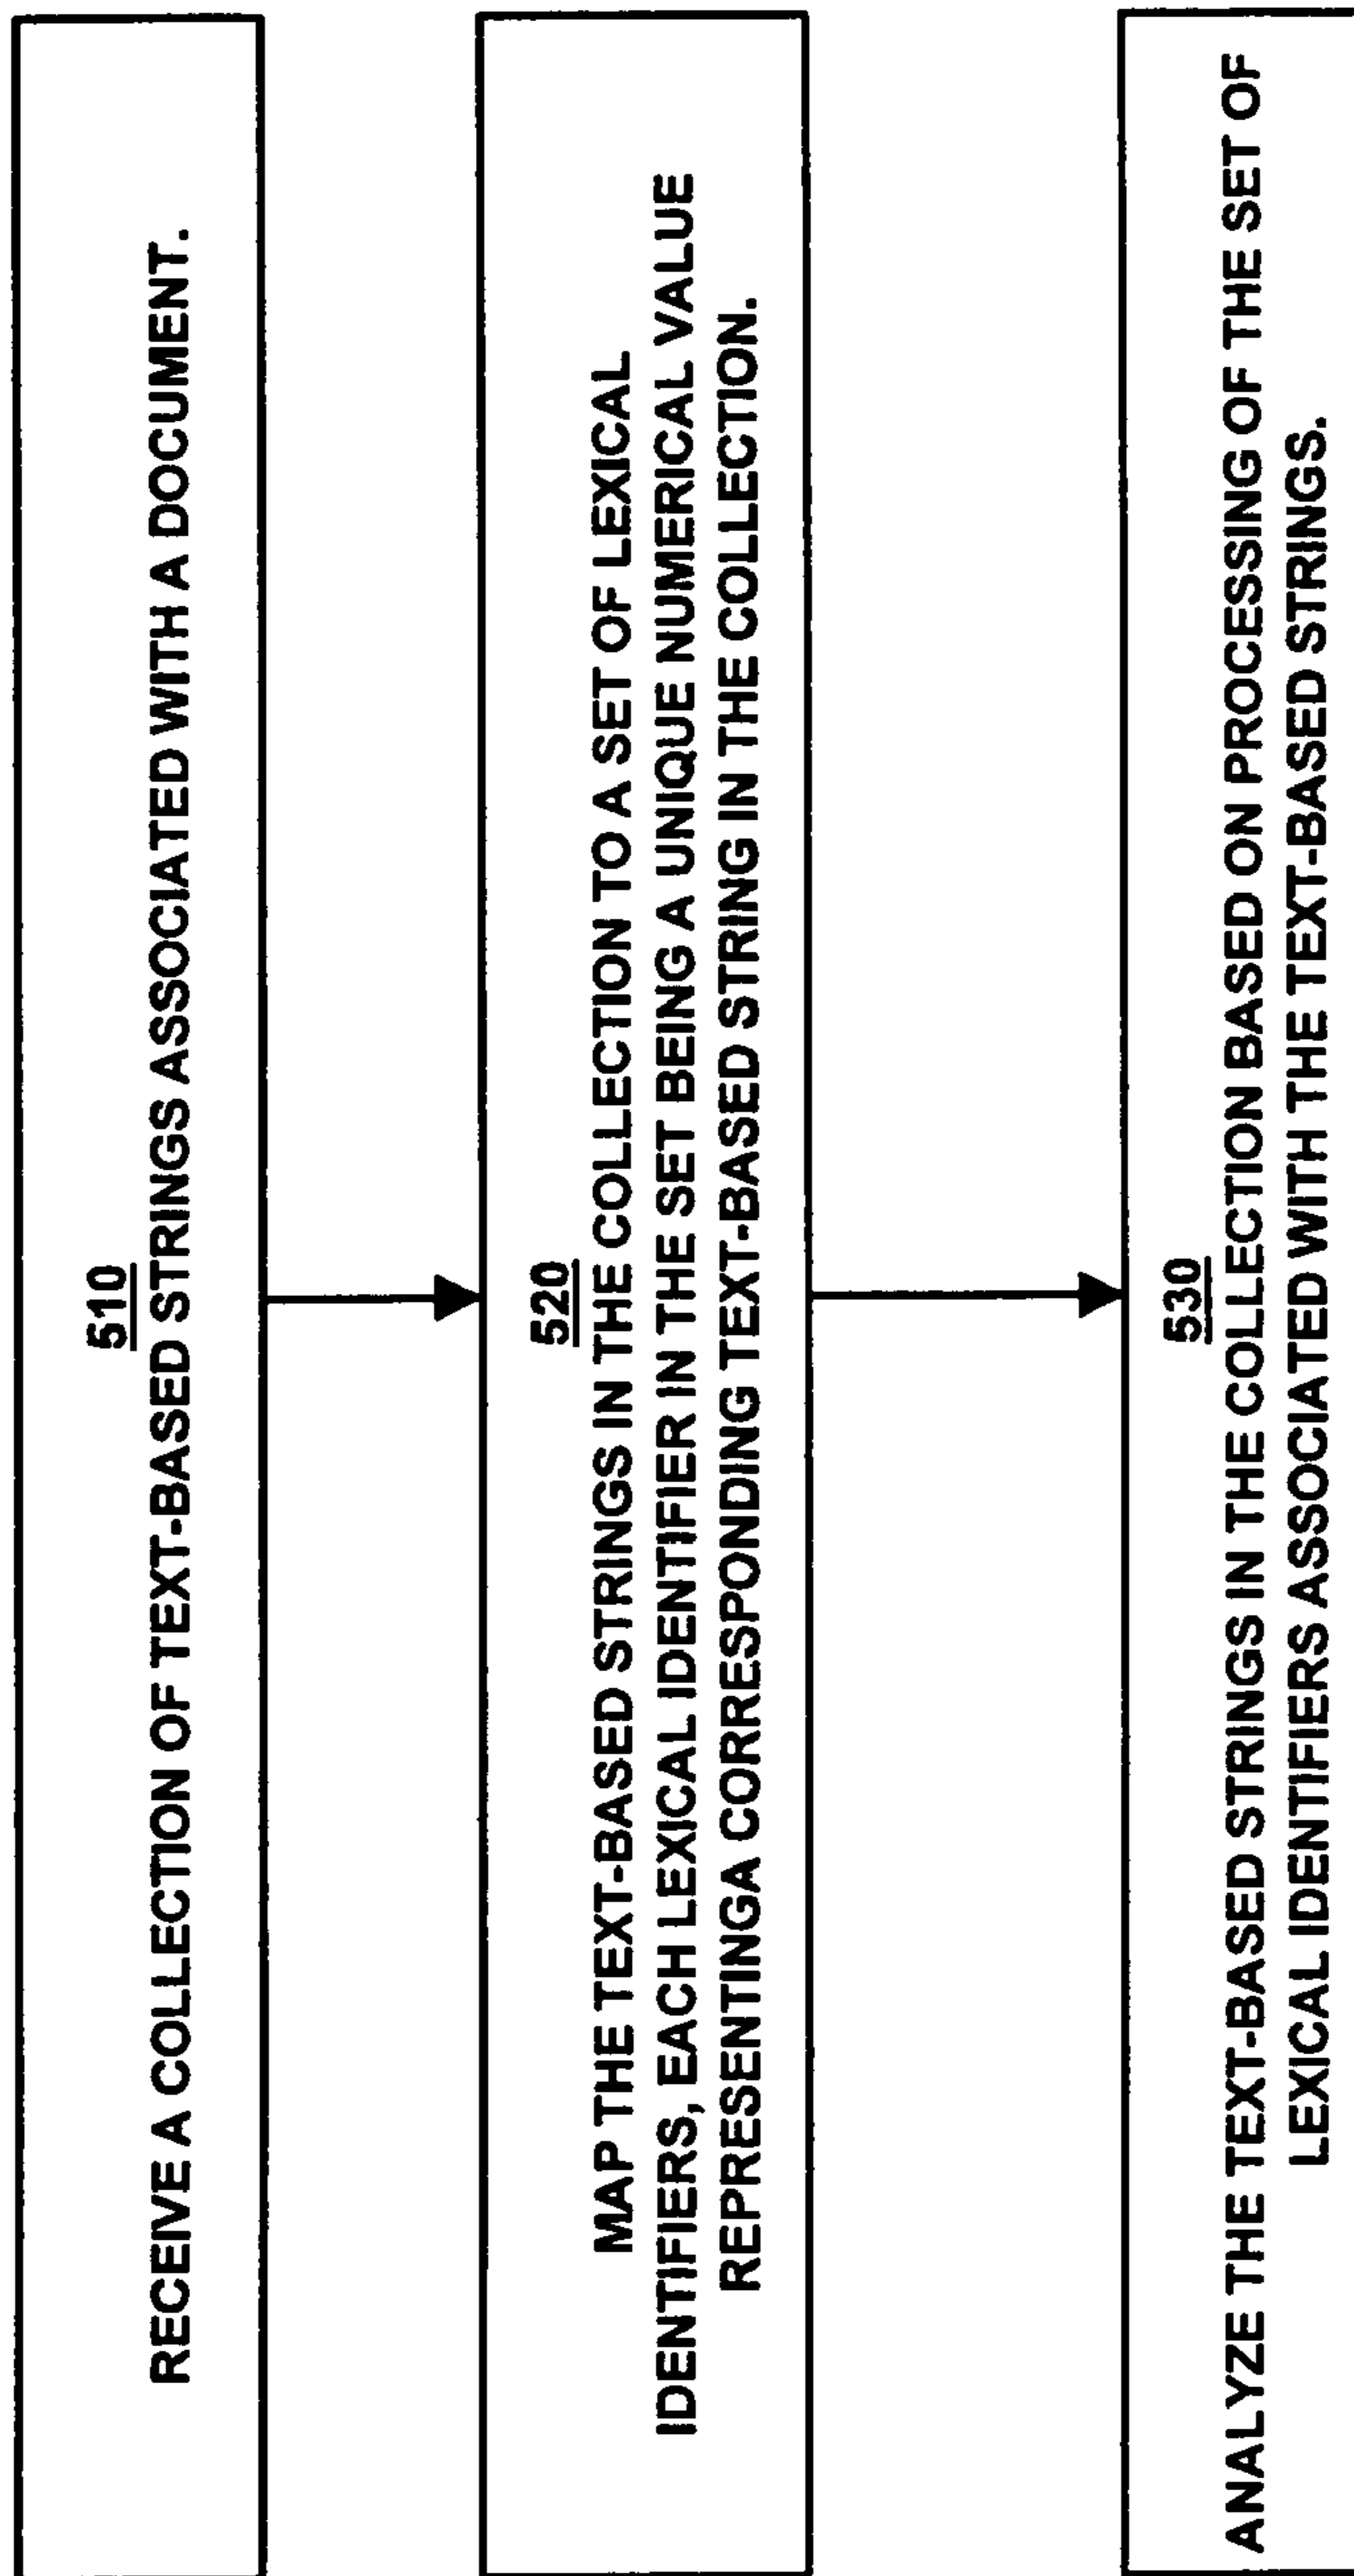 510
RECEIVE A COLLECTION OF TEXT-BASED STRINGS ASSOCIATED WITH A DOCUMENT.
520
MAP THE TEXT-BASED STRINGS IN THE COLLECTION TO A SET OF LEXICAL
IDENTIFIERS, EACH LEXICAL IDENTIFIER IN THE SET BEING A UNIQUE NUMERICAL VALUE
REPRESENTINGA CORRESPONDING TEXT-BASED STRING IN THE COLLECTION.
530
ANALYZE THE TEXT-BASED STRINGS IN THE COLLECTION BASED ON PROCESSING OF THE SET OF
LEXICAL IDENTIFIERS ASSOCIATED WITH THE TEXT-BASED STRINGS.